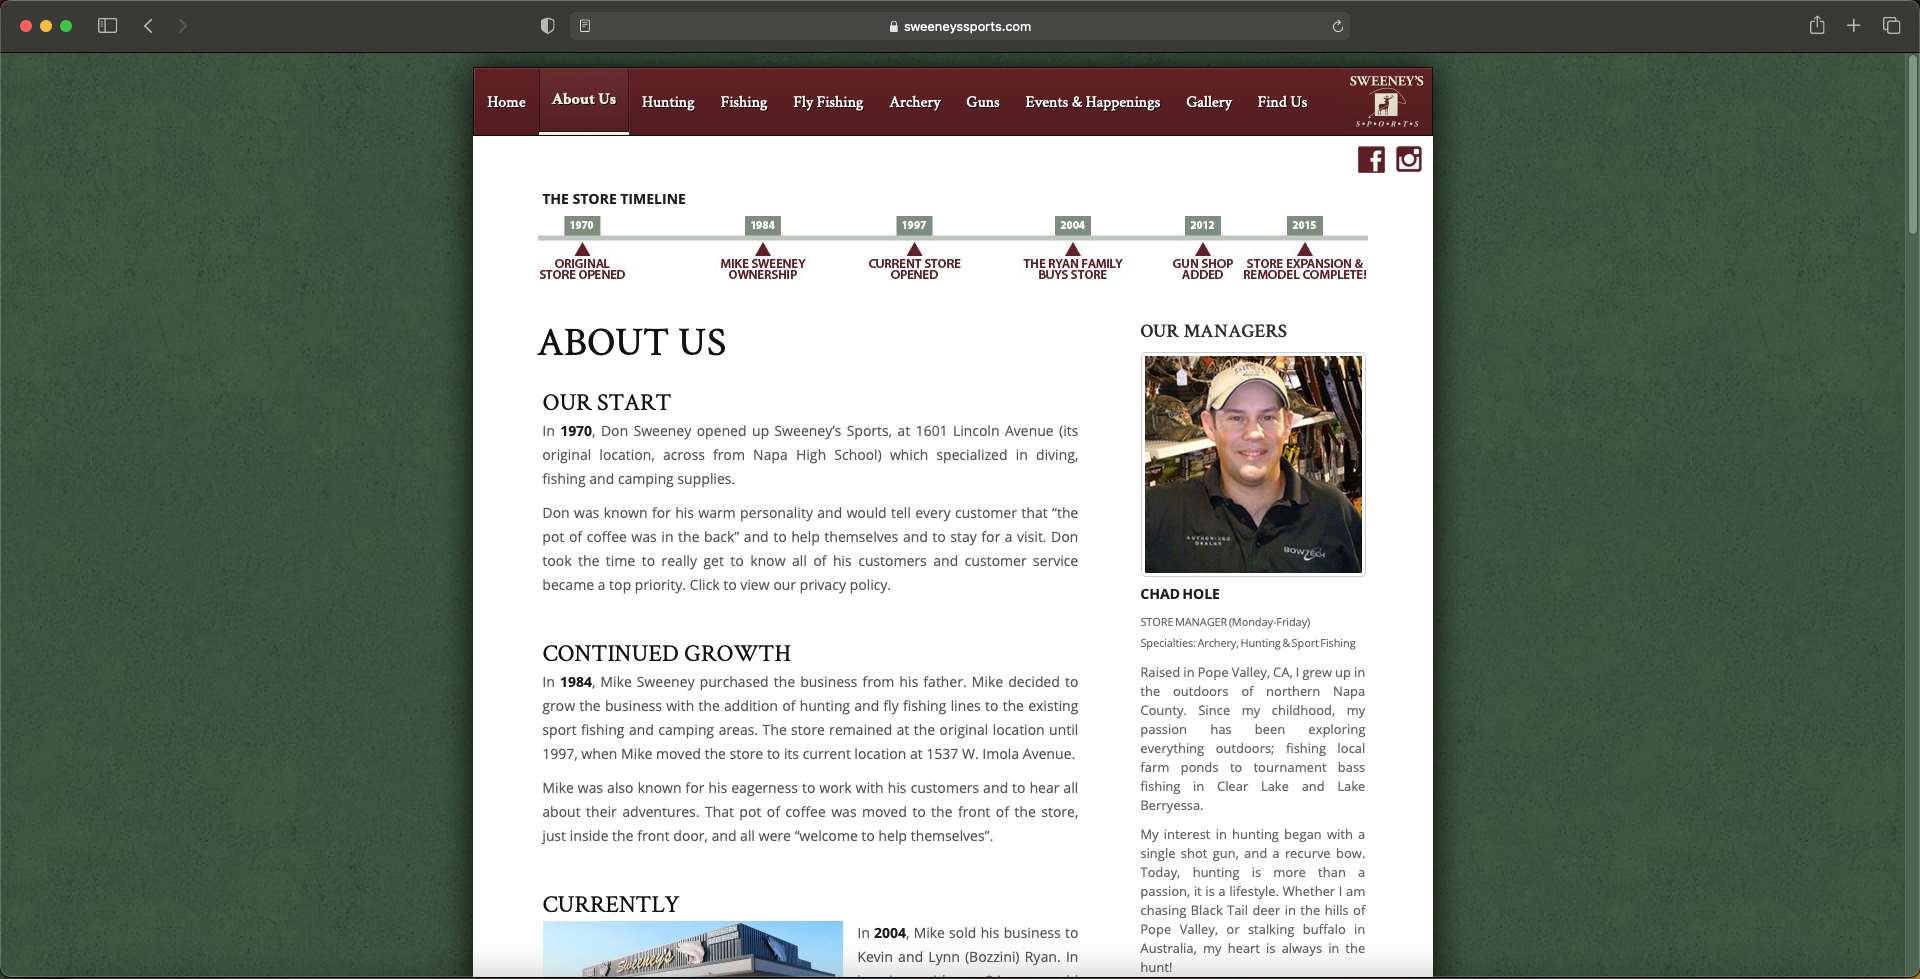 sweeneyssports.com
Home About Us Hunting Fishing Fly Fishing Archery Guns Events & Happenings Gallery Find Us
SWEENEY'S
S•P•O•R•T•S
THE STORE TIMELINE
1970 1984 1997 2004 2012 2015
ORIGINAL
STORE OPENED
MIKE SWEENEY
OWNERSHIP
CURRENT STORE
OPENED
THE RYAN FAMILY
BUYS STORE
GUN SHOP
ADDED
STORE EXPANSION &
REMODEL COMPLETE!
ABOUT US
OUR START
In 1970, Don Sweeney opened up Sweeney’s Sports, at 1601 Lincoln Avenue (its
original location, across from Napa High School) which specialized in diving,
fishing and camping supplies.
Don was known for his warm personality and would tell every customer that “the
pot of coffee was in the back” and to help themselves and to stay for a visit. Don
took the time to really get to know all of his customers and customer service
became a top priority. Click to view our privacy policy.
CONTINUED GROWTH
In 1984, Mike Sweeney purchased the business from his father. Mike decided to
grow the business with the addition of hunting and fly fishing lines to the existing
sport fishing and camping areas. The store remained at the original location until
1997, when Mike moved the store to its current location at 1537 W. Imola Avenue.
Mike was also known for his eagerness to work with his customers and to hear all
about their adventures. That pot of coffee was moved to the front of the store,
just inside the front door, and all were “welcome to help themselves”.
CURRENTLY
Sweeney's
In 2004, Mike sold his business to
Kevin and Lynn (Bozzini) Ryan. In
OUR MANAGERS
AUTHORIZED
DEALER
BOWTECH
CHAD HOLE
STORE MANAGER (Monday-Friday)
Specialties: Archery, Hunting & Sport Fishing
Raised in Pope Valley, CA, I grew up in
the outdoors of northern Napa
County. Since my childhood, my
passion has been exploring
everything outdoors; fishing local
farm ponds to tournament bass
fishing in Clear Lake and Lake
Berryessa.
My interest in hunting began with a
single shot gun, and a recurve bow.
Today, hunting is more than a
passion, it is a lifestyle. Whether I am
chasing Black Tail deer in the hills of
Pope Valley, or stalking buffalo in
Australia, my heart is always in the
hunt!